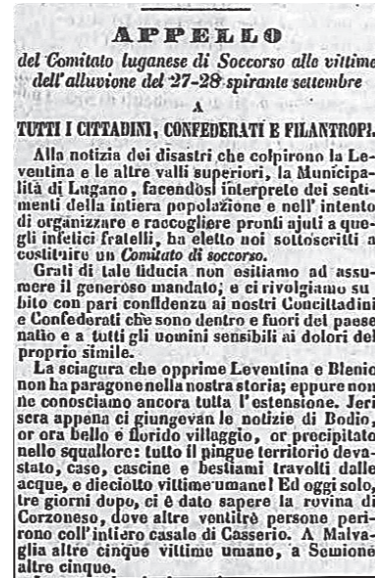 APPELLO
del Comitato luganese di Soccorso alle vittime
dell'alluvione del 27-28 spirante settembre
A
TUTTI I CITTADINI, CONFEDERATI E FILANTROPI.
Alla notizia dei disastri che colpirono la Le-
ventina e le altre valli superiori, la Municipa-
lità di Lugano, facendosi interprete dei senti-
menti della intiera popolazione e nell' intento
di organizzare e raccogliere pronti ajuti a que-
gli infelici fratelli, ha eletto noi sottoscritti a
costituire un Comitato di soccorso.
Grati di tale fiducia non esitiamo ad assu-
mere il generoso mandato; e ci rivolgiamo su
bito con pari confidenza ai nostri Concittadini
e Confederati che sono dentro e fuori del paese
natio e a tutti gli uomini sensibili ai dolori del
proprio simile.
La sciagura che opprime Leventina e Blenio
non ha paragone nella nostra storia; eppure non
ne conosciamo ancora tutta l'estensione. Jeri
sera appena ci giungevan le notizie di Bodio,
or ora bello e florido villaggio, or precipitato
nello squallore: tutto il pingue territorio deva-
stato, case, cascine e bestiami travolti dalle
acque, e dieciotto vittime umane! Ed oggi solo,
tre giorni dopo, ci è dato sapere la rovina di
Corzoneso, dove altre ventitrè persone peri-
rono coll'intiero casale di Casserio. A Malva-
glia altre cinque vittime umane, a Semione
altre cinque.